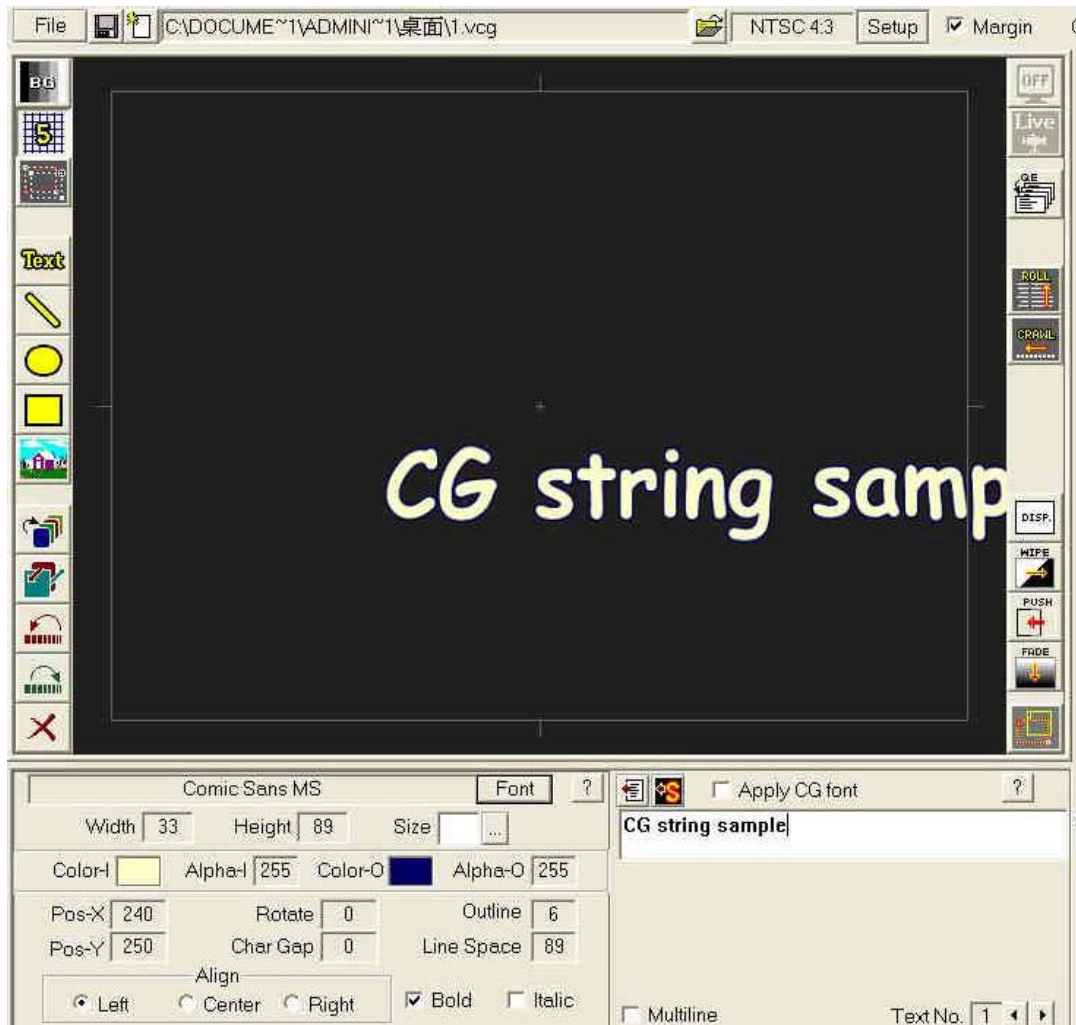 File C:\DOCUME~1\ADMINI~1\桌面\1.vcg NTSC 4:3 Setup Margin
BG
OFF
5
Live
Q.E
Text
ROLL
CRAWL
CG string samp
DISP.
WIPE
PUSH
FADE
Comic Sans MS Font ? Apply CG font ?
Width 33 Height 89 Size ... CG string sample
Color-I Alpha-I 255 Color-O Alpha-O 255
Pos-X 240 Rotate 0 Outline 6
Pos-Y 250 Char Gap 0 Line Space 89
Align
Left Center Right Bold Italic Multiline Text No. 1